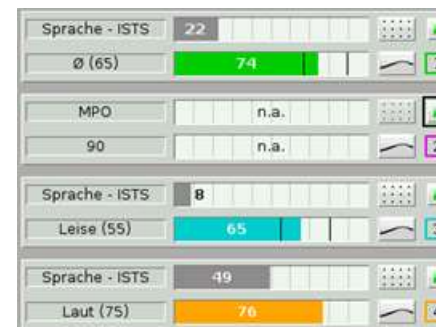 Sprache - ISTS 22
Ø (65) 74
MPO n.a.
90 n.a.
Sprache - ISTS 8
Leise (55) 65
Sprache - ISTS 49
Laut (75) 76